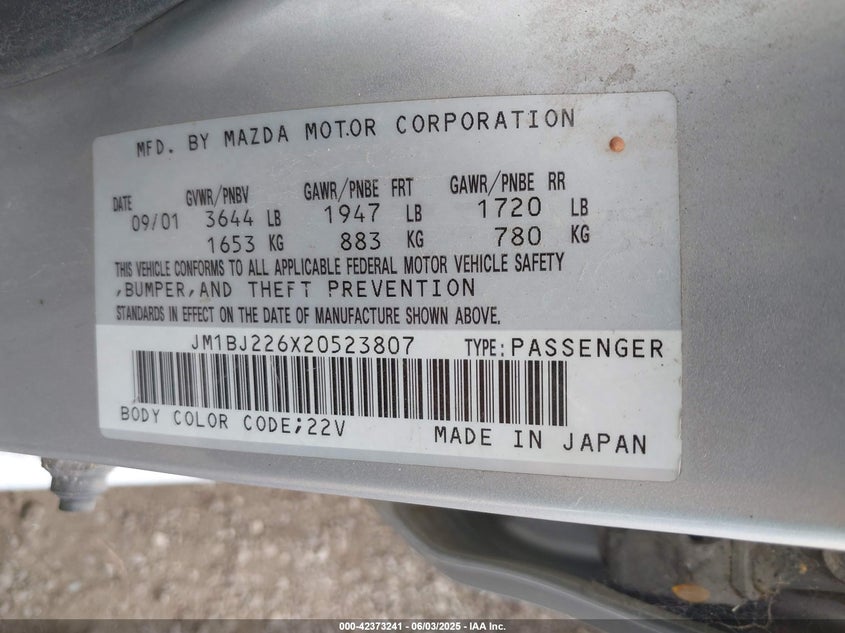 MFD. BY MAZDA MOTOR CORPORATION
DATE GVWR/PNBV GAWR/PNBE FRT GAWR/PNBE RR
09/01 3644 LB 1947 LB 1720 LB
1653 KG 883 KG 780 KG
THIS VEHICLE CONFORMS TO ALL APPLICABLE FEDERAL MOTOR VEHICLE SAFETY
,BUMPER,AND THEFT PREVENTION
STANDARDS IN EFFECT ON THE DATE OF MANUFACTURE SHOWN ABOVE.
JM1BJ226X20523807 TYPE:PASSENGER
BODY COLOR CODE;22V
MADE IN JAPAN
000-42373241 - 06/03/2025 - IAA Inc.